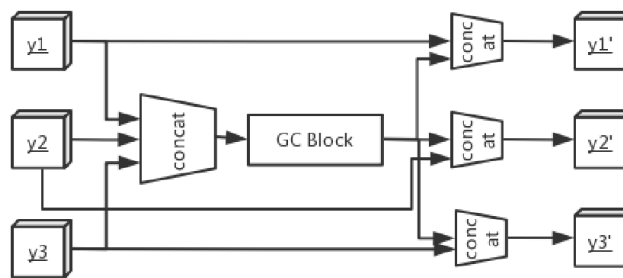 y1
conc
at
y1'
y2
concat
GC Block
conc
at
y2'
y3
conc
at
y3'